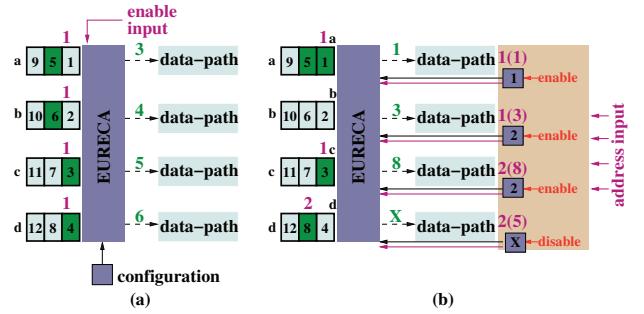 enable
input
1
a 9 5 1
3
data-path
1
b 10 6 2
4
data-path
1
c 11 7 3
5
data-path
1
d 12 8 4
6
data-path
EURECA
configuration
(a)
1 a
a 9 5 1
1
data-path
1(1)
1
enable
b
b 10 6 2
3
data-path
1(3)
2
enable
1 c
c 11 7 3
8
data-path
2(8)
2
enable
2 d
d 12 8 4
X
data-path
2(5)
X
disable
EURECA
address input
(b)